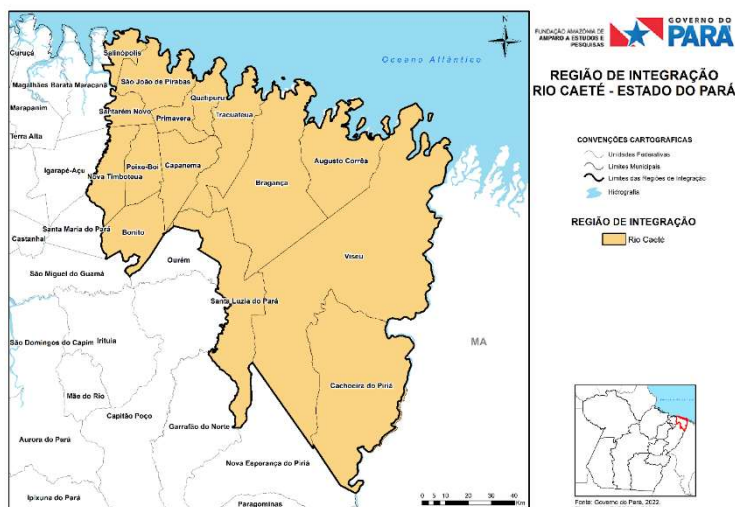 Curuçá
Salinópolis
Magalhães Barata
Maracanã
São João de Pirabas
Marapanim
Quatipuru
Santarém Novo
Primavera
Tracuateua
Terra Alta
Augusto Corrêa
Igarapé-Açu
Peixe-Boi
Capanema
Nova Timboteua
Bragança
Santa Maria do Pará
Bonito
Castanhal
Ourém
Viseu
São Miguel do Guamá
Santa Luzia do Pará
São Domingos do Capim
Irituia
MA
Mãe do Rio
Cachoeira do Piriá
Capitão Poço
Garrafão do Norte
Aurora do Pará
Nova Esperança do Piriá
Ipixuna do Pará
Paragominas
Oceano Atlântico
N
0 5 10 20 30 40
Km
FUNDAÇÃO AMAZÔNIA DE
AMPARO A ESTUDOS E
PESQUISAS
GOVERNO DO
PARÁ
REGIÃO DE INTEGRAÇÃO
RIO CAETÉ - ESTADO DO PARÁ
CONVENÇÕES CARTOGRÁFICAS
Unidades Federativas
Limites Municipais
Limites das Regiões de Integração
Hidrografia
REGIÃO DE INTEGRAÇÃO
Rio Caeté
Fonte: Governo do Pará, 2022.